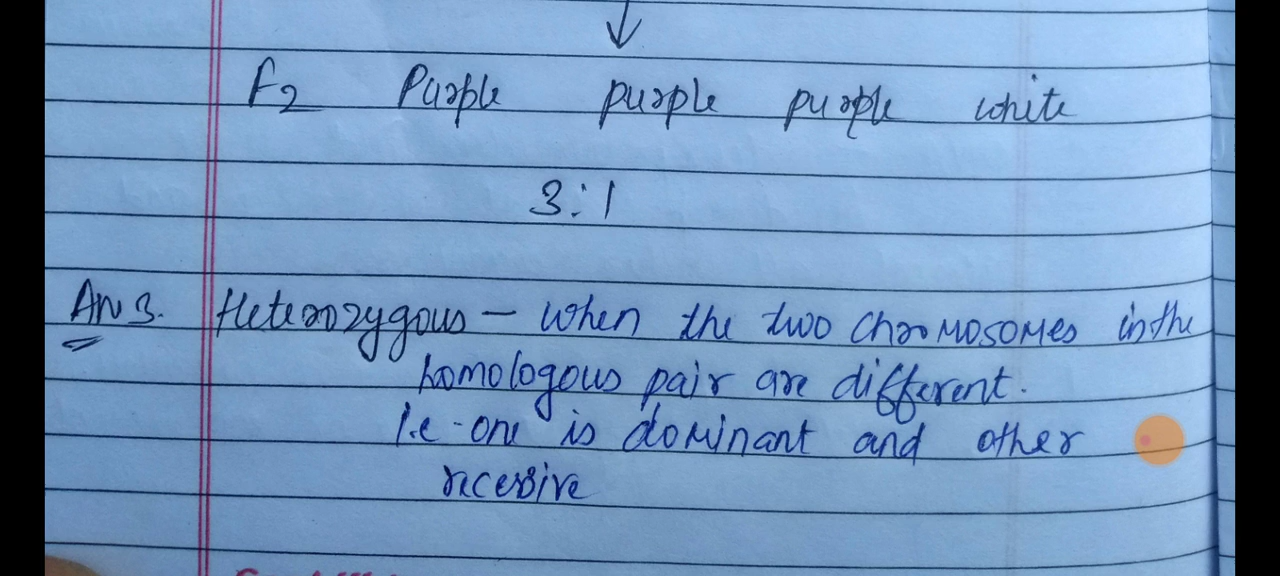 F2 Purple purple purple white
3:1
An 3. Heterozygous - when the two chromosomes in the
homologous pair are different.
i.e - one is dominant and other
recessive